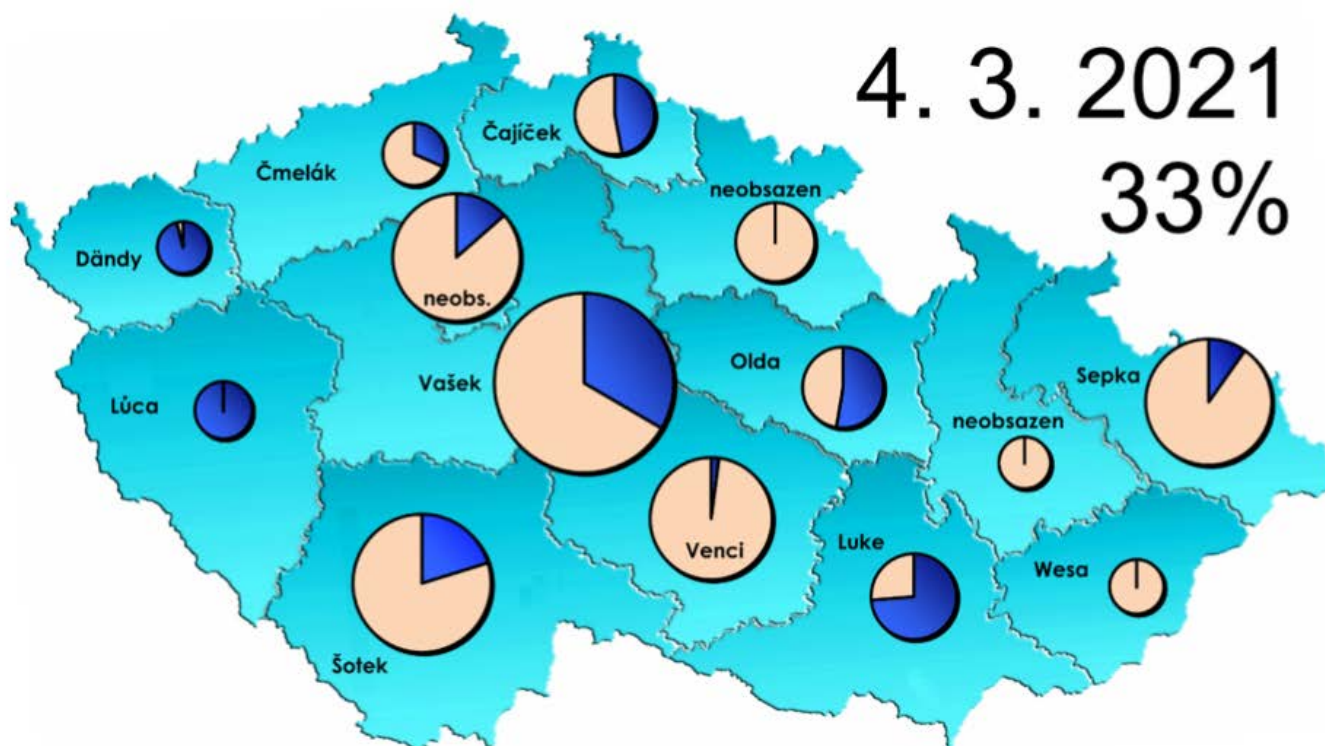 4. 3. 2021
33%
Čajíček
Čmelák
neobsazen
Dändy
neobs.
Olda
Sepka
Vašek
Lůca
neobsazen
Venci
Luke
Wesa
Šotek